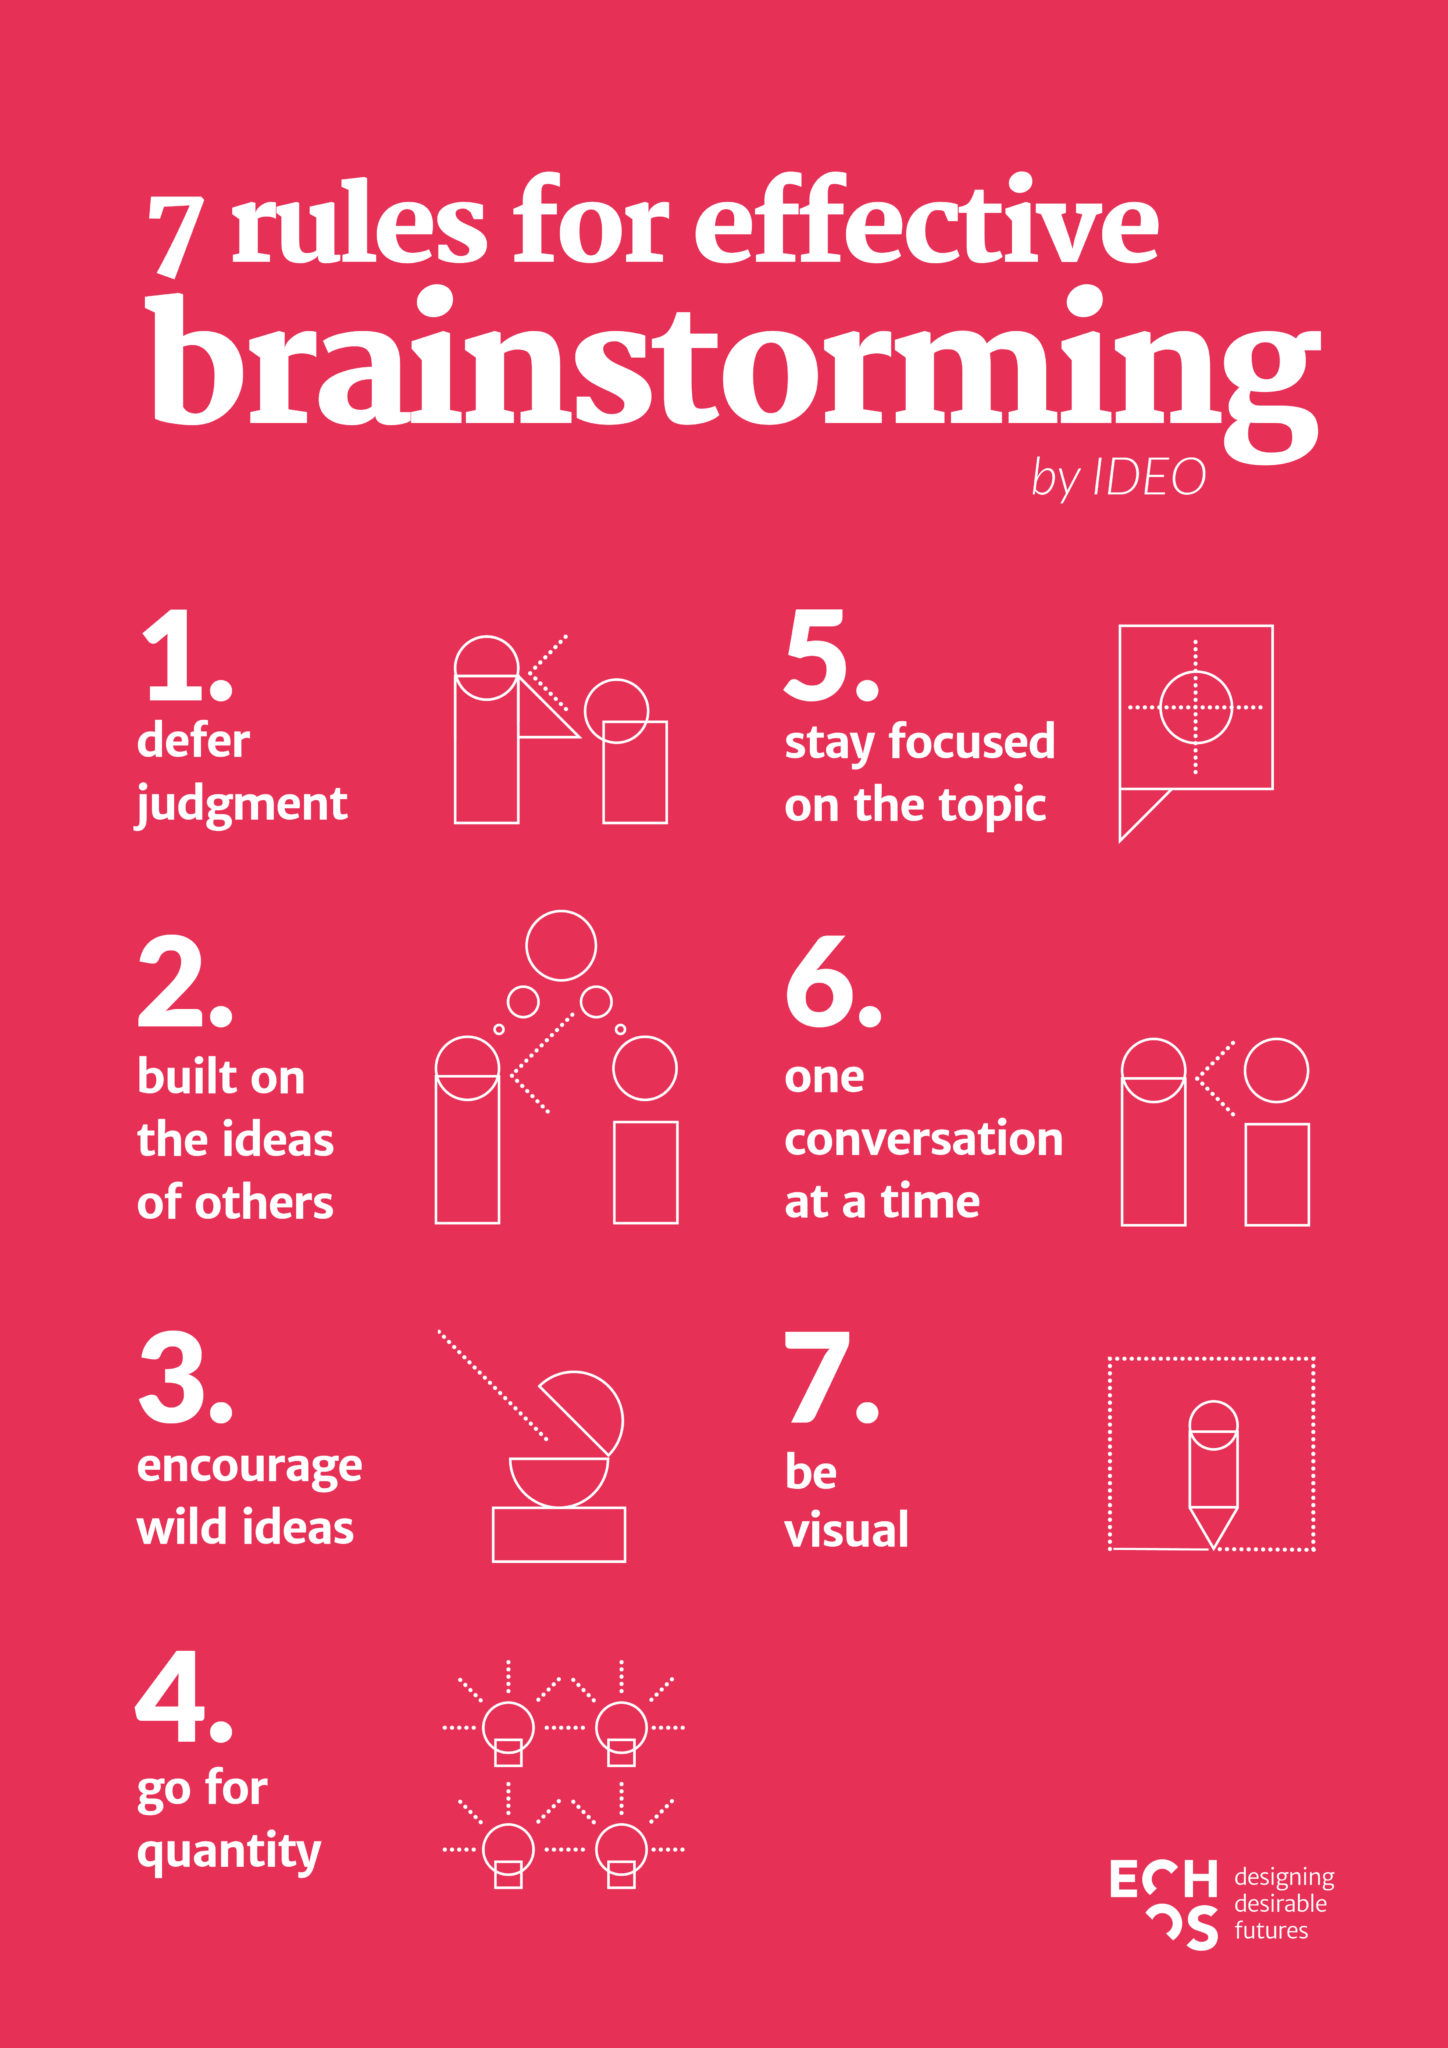 7 rules for effective
brainstorming
by IDEO
1.
defer
judgment
2.
built on
the ideas
of others
3.
encourage
wild ideas
4.
go for
quantity
5.
stay focused
on the topic
6.
one
conversation
at a time
7.
be
visual
ECHOS
designing
desirable
futures